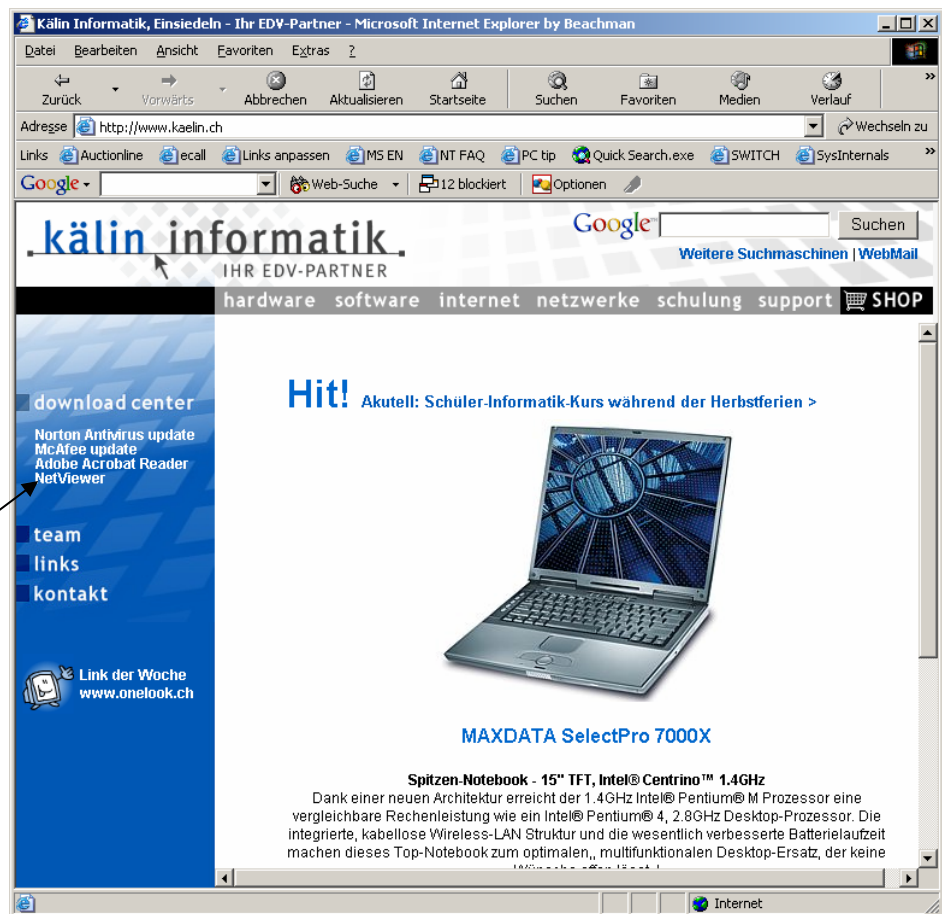 Kälin Informatik, Einsiedeln - Ihr EDV-Partner - Microsoft Internet Explorer by Beachman
Datei Bearbeiten Ansicht Favoriten Extras ?
Zurück Vorwärts Abbrechen Aktualisieren Startseite Suchen Favoriten Medien Verlauf »
Adresse http://www.kaelin.ch Wechseln zu
Links Auctionline ecall Links anpassen MS EN NT FAQ PC tip Quick Search.exe SWITCH SysInternals »
Google Web-Suche 12 blockiert Optionen
kälin informatik
IHR EDV-PARTNER
Google™ Suchen
Weitere Suchmaschinen | WebMail
hardware software internet netzwerke schulung support SHOP
download center
Norton Antivirus update
McAfee update
Adobe Acrobat Reader
NetViewer
team
links
kontakt
Link der Woche
www.onelook.ch
Hit! Akutell: Schüler-Informatik-Kurs während der Herbstferien >
MAXDATA SelectPro 7000X
Spitzen-Notebook - 15" TFT, Intel® Centrino™ 1.4GHz
Dank einer neuen Architektur erreicht der 1.4GHz Intel® Pentium® M Prozessor eine
vergleichbare Rechenleistung wie ein Intel® Pentium® 4, 2.8GHz Desktop-Prozessor. Die
integrierte, kabellose Wireless-LAN Struktur und die wesentlich verbesserte Batterielaufzeit
machen dieses Top-Notebook zum optimalen,, multifunktionalen Desktop-Ersatz, der keine
Internet